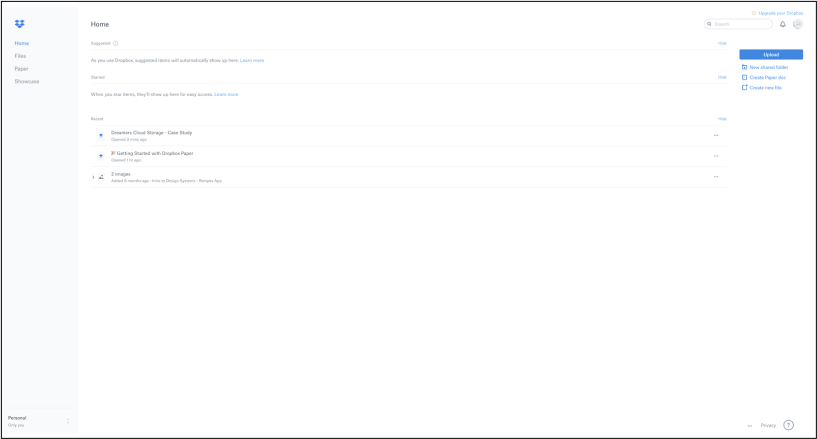 Upgrade your Dropbox
Home
Search
Home
Files
Paper
Showcase
Suggested
Hide
As you use Dropbox, suggested items will automatically show up here. Learn more
Starred
Hide
When you star items, they'll show up here for easy access. Learn more
Recent
Hide
Dreamers Cloud Storage - Case Study
Opened 2 mins ago
Getting Started with Dropbox Paper
Opened 1 hr ago
2 images
Added 5 months ago · Intro to Design Systems - Recipes App
Upload
New shared folder
Create Paper doc
Create new file
Personal
Only you
Privacy
?